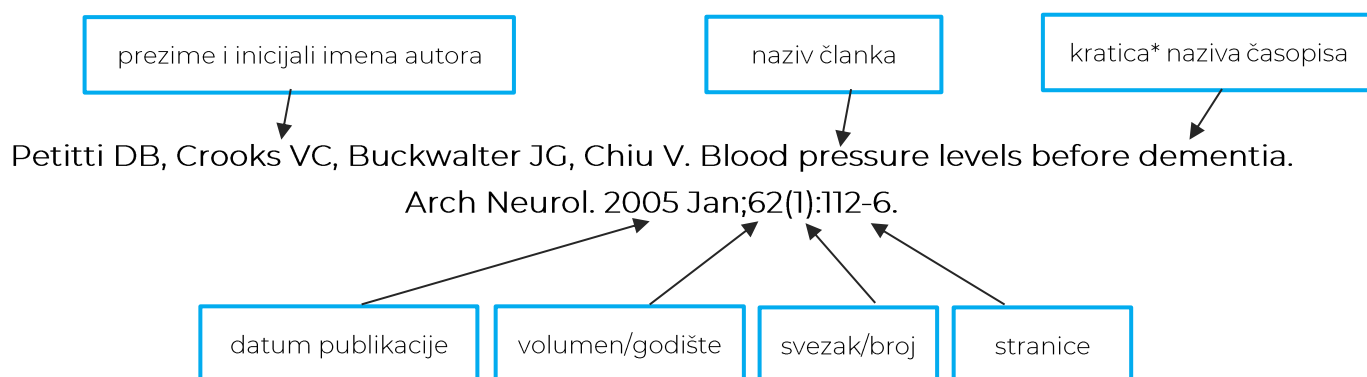 prezime i inicijali imena autora
naziv članka
kratica* naziva časopisa
Petitti DB, Crooks VC, Buckwalter JG, Chiu V. Blood pressure levels before dementia.
Arch Neurol. 2005 Jan;62(1):112-6.
datum publikacije
volumen/godište
svezak/broj
stranice